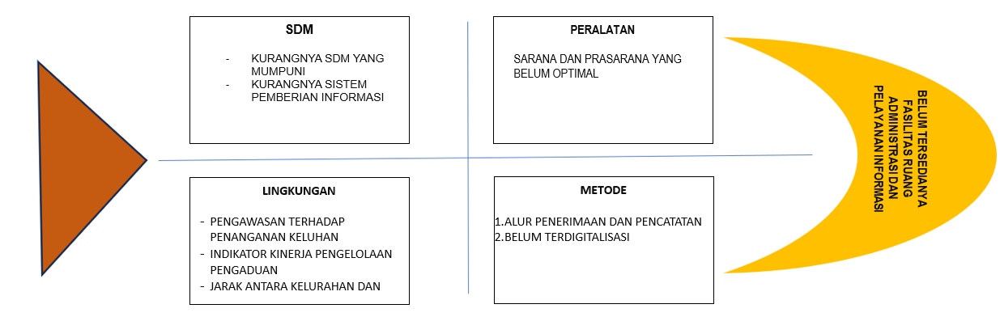 SDM
- KURANGNYA SDM YANG
MUMPUNI
- KURANGNYA SISTEM
PEMBERIAN INFORMASI
PERALATAN
SARANA DAN PRASARANA YANG
BELUM OPTIMAL
LINGKUNGAN
- PENGAWASAN TERHADAP
PENANGANAN KELUHAN
- INDIKATOR KINERJA PENGELOLAAN
PENGADUAN
- JARAK ANTARA KELURAHAN DAN
METODE
1.ALUR PENERIMAAN DAN PENCATATAN
2.BELUM TERDIGITALISASI
BELUM TERSEDIANYA
FASILITAS RUANG
ADMINISTRASI DAN
PELAYANAN INFORMASI